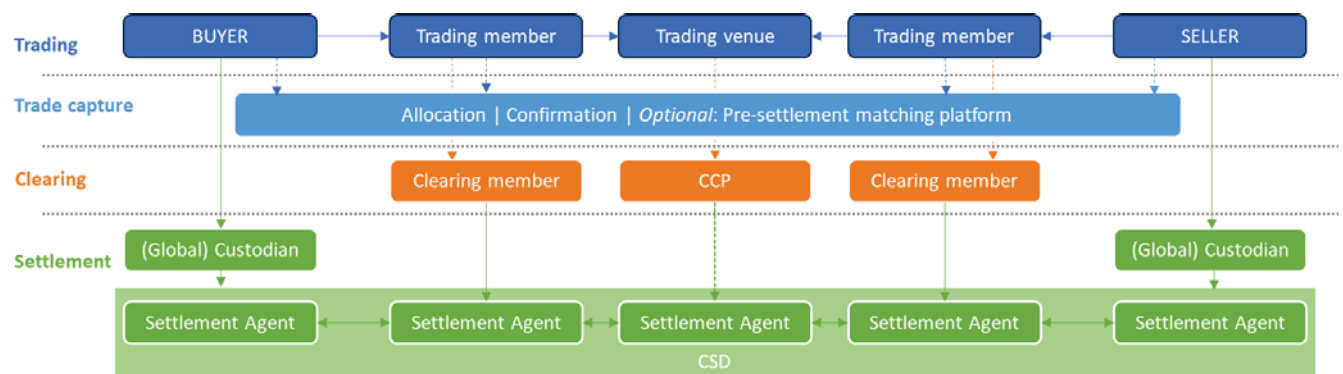 Trading
BUYER
Trading member
Trading venue
Trading member
SELLER
Trade capture
Allocation | Confirmation | Optional: Pre-settlement matching platform
Clearing
Clearing member
CCP
Clearing member
Settlement
(Global) Custodian
(Global) Custodian
Settlement Agent
Settlement Agent
Settlement Agent
Settlement Agent
Settlement Agent
CSD